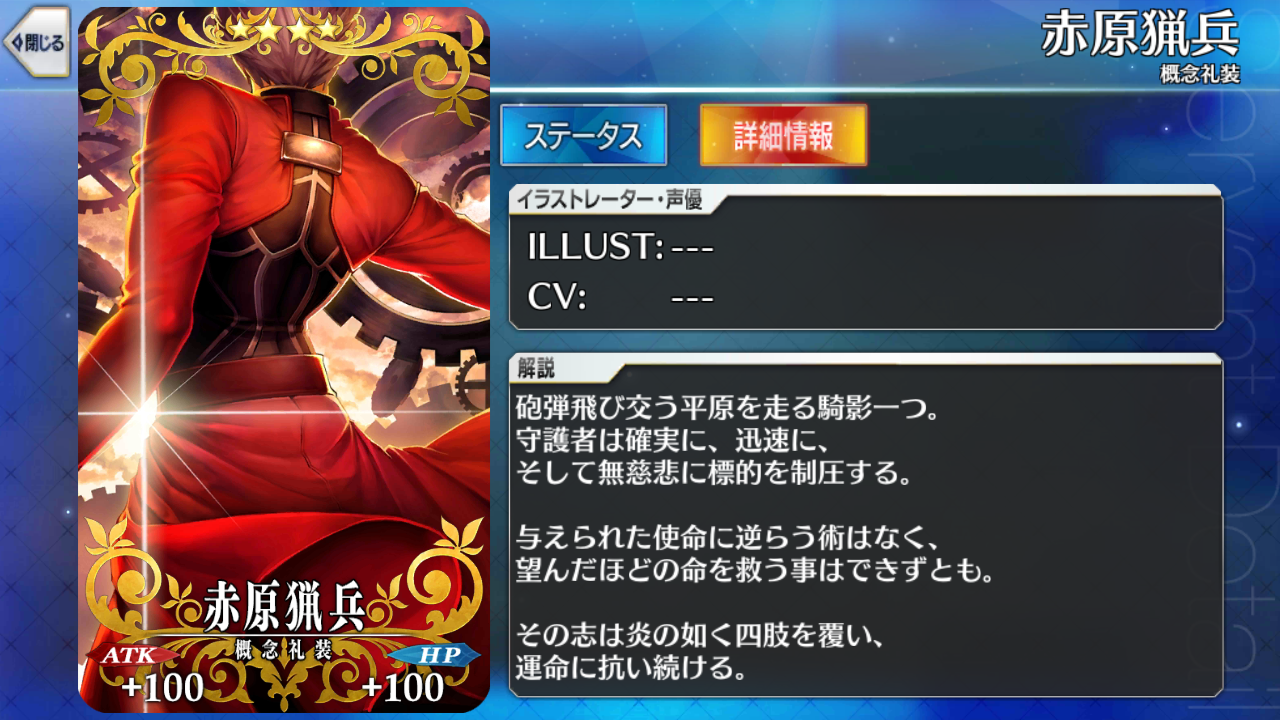 閉じる
赤原猟兵
概念礼装
ステータス
詳細情報
イラストレーター・声優
ILLUST: ---
CV: ---
解説
砲弾飛び交う平原を走る騎影一つ。
守護者は確実に、迅速に、
そして無慈悲に標的を制圧する。
与えられた使命に逆らう術はなく、
望んだほどの命を救う事はできずとも。
その志は炎の如く四肢を覆い、
運命に抗い続ける。
赤原猟兵
概念礼装
ATK
HP
+100
+100